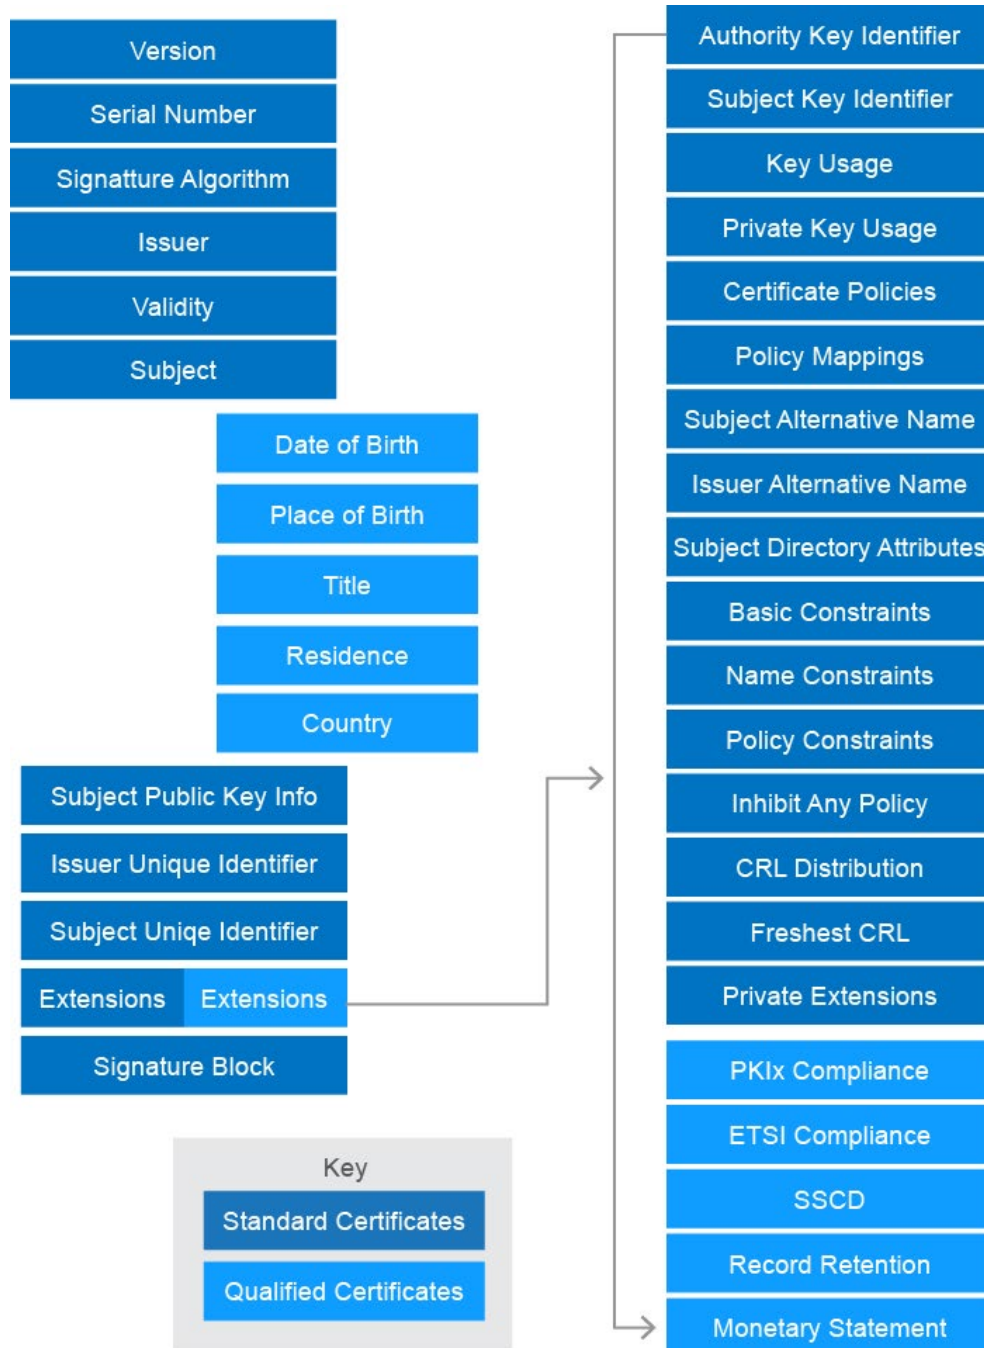 Version
Serial Number
Signatture Algorithm
Issuer
Validity
Subject
Date of Birth
Place of Birth
Title
Residence
Country
Subject Public Key Info
Issuer Unique Identifier
Subject Uniqe Identifier
Extensions Extensions
Signature Block
Key
Standard Certificates
Qualified Certificates
Authority Key Identifier
Subject Key Identifier
Key Usage
Private Key Usage
Certificate Policies
Policy Mappings
Subject Alternative Name
Issuer Alternative Name
Subject Directory Attributes
Basic Constraints
Name Constraints
Policy Constraints
Inhibit Any Policy
CRL Distribution
Freshest CRL
Private Extensions
PKIx Compliance
ETSI Compliance
SSCD
Record Retention
Monetary Statement